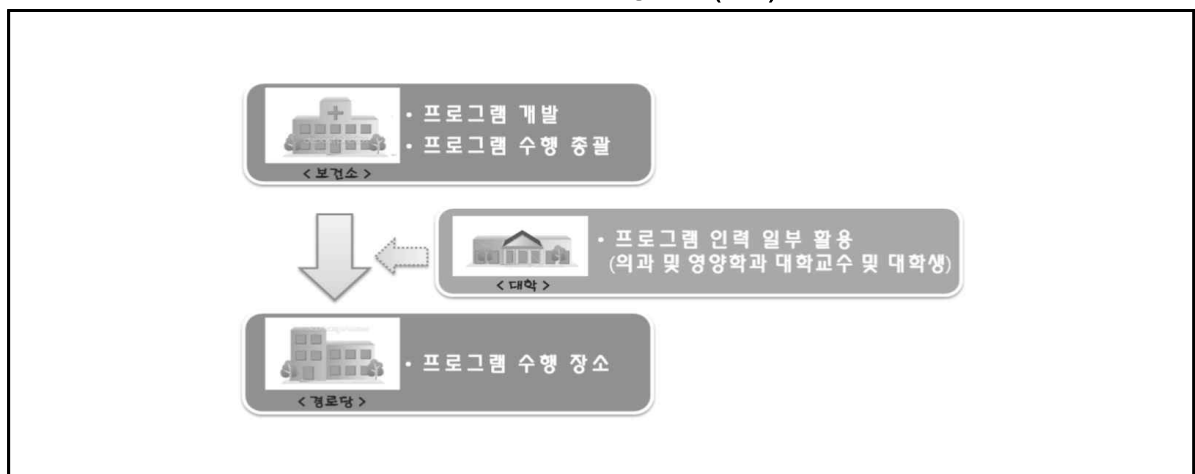 • 프로그램 개발
• 프로그램 수행 총괄
<보건소>
• 프로그램 인력 일부 활용
(의과 및 영양학과 대학교수 및 대학생)
<대학>
• 프로그램 수행 장소
<경로당>